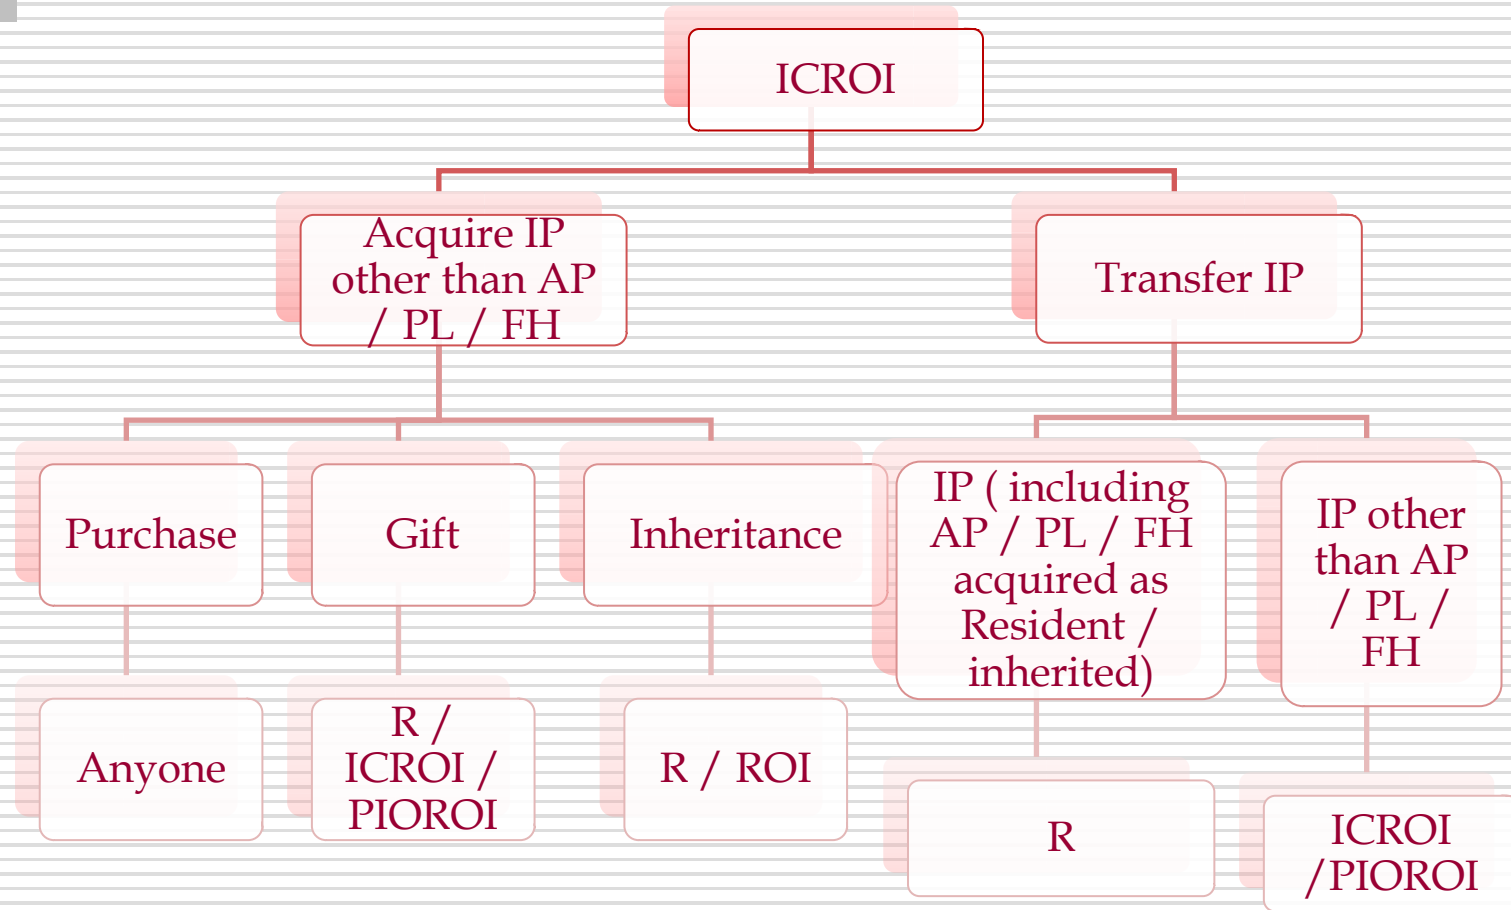 ICROI
Acquire IP
other than AP
/ PL / FH
Transfer IP
Purchase
Gift
Inheritance
IP ( including
AP / PL / FH
acquired as
Resident /
inherited)
IP other
than AP
/ PL /
FH
Anyone
R /
ICROI /
PIOROI
R / ROI
R
ICROI
/PIOROI